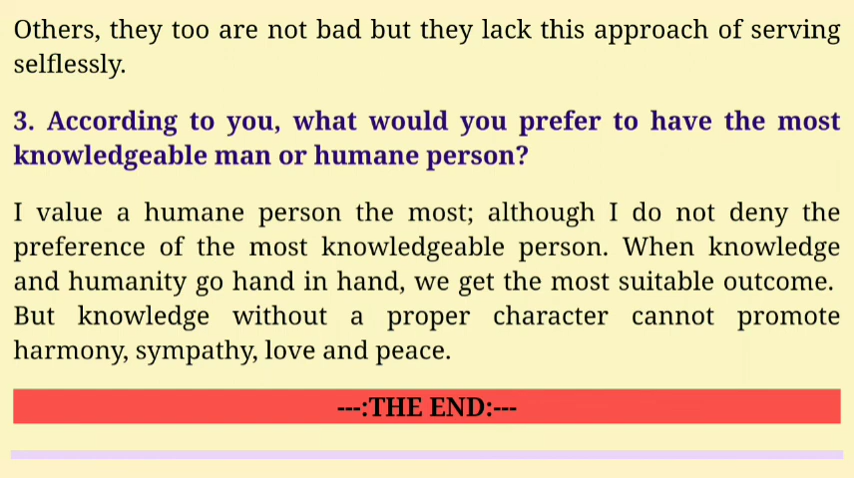 Others, they too are not bad but they lack this approach of serving
selflessly.
3. According to you, what would you prefer to have the most
knowledgeable man or humane person?
I value a humane person the most; although I do not deny the
preference of the most knowledgeable person. When knowledge
and humanity go hand in hand, we get the most suitable outcome.
But knowledge without a proper character cannot promote
harmony, sympathy, love and peace.
---:THE END:---